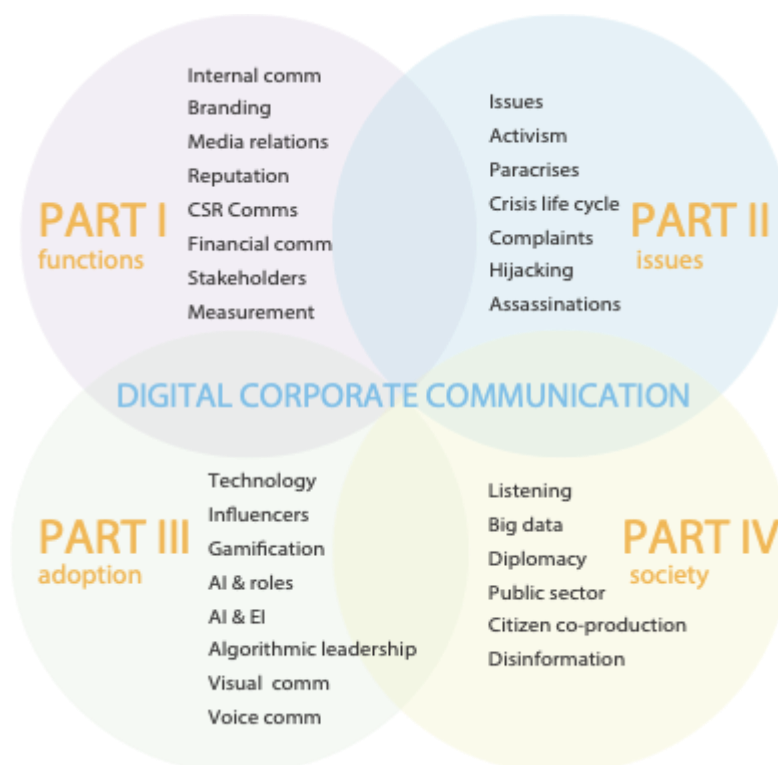 Internal comm
Branding
Media relations
Reputation
CSR Comms
Financial comm
Stakeholders
Measurement
PART I
functions
Issues
Activism
Paracrises
Crisis life cycle
Complaints
Hijacking
Assassinations
PART II
issues
DIGITAL CORPORATE COMMUNICATION
Technology
Influencers
Gamification
AI & roles
AI & EI
Algorithmic leadership
Visual comm
Voice comm
PART III
adoption
Listening
Big data
Diplomacy
Public sector
Citizen co-production
Disinformation
PART IV
society